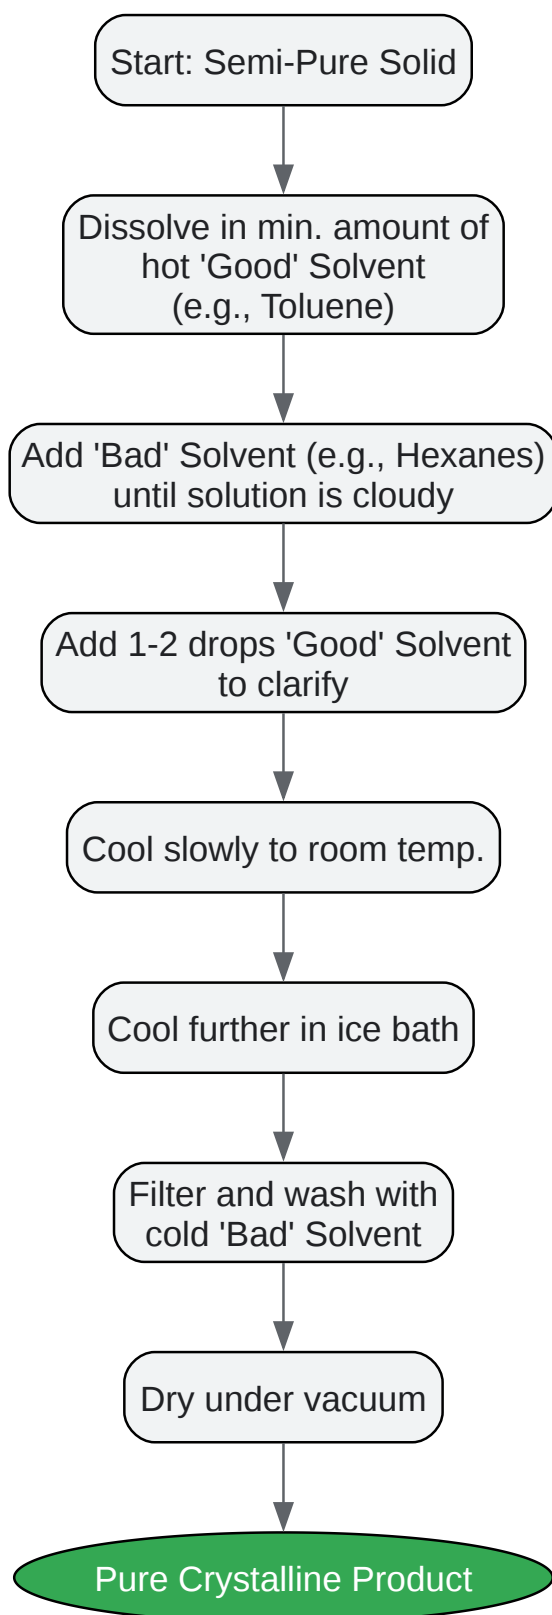 Start: Semi-Pure Solid
Dissolve in min. amount of
hot 'Good' Solvent
(e.g., Toluene)
Add 'Bad' Solvent (e.g., Hexanes)
until solution is cloudy
Add 1-2 drops 'Good' Solvent
to clarify
Cool slowly to room temp.
Cool further in ice bath
Filter and wash with
cold 'Bad' Solvent
Dry under vacuum
Pure Crystalline Product